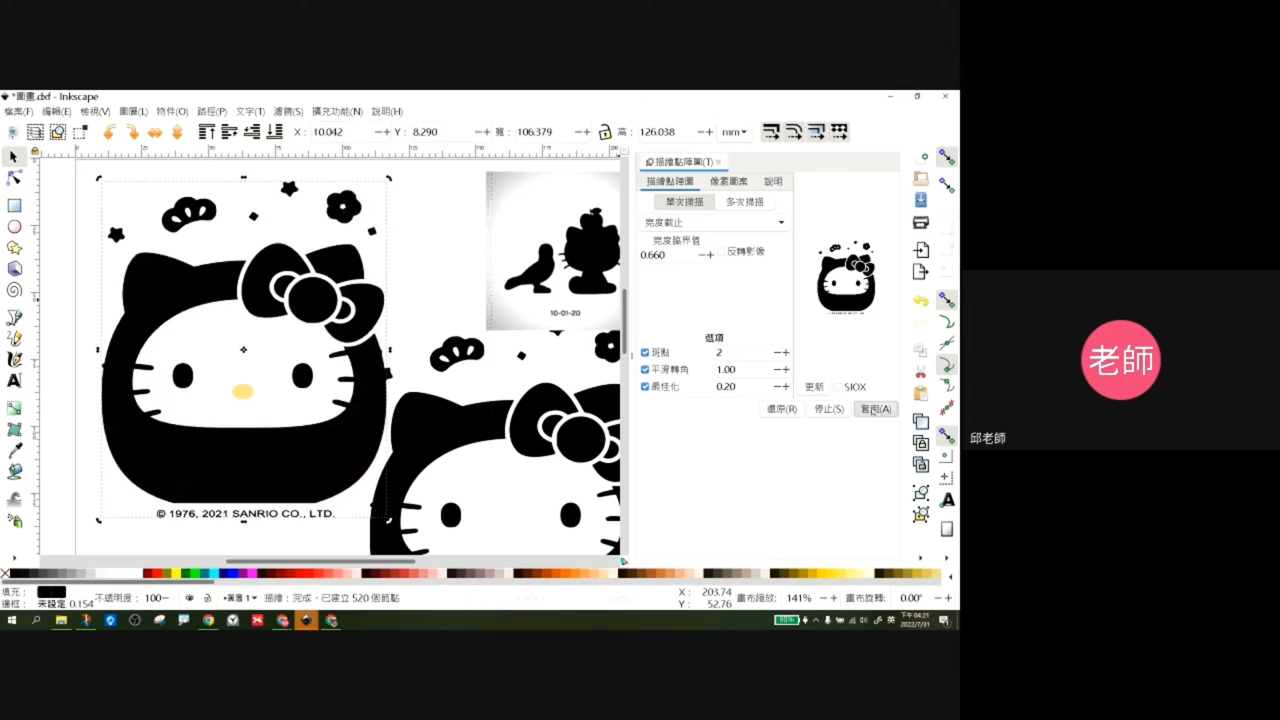 *圖畫.dxf - Inkscape
檔案(F) 編輯(E) 檢視(V) 圖層(L) 物件(O) 路徑(P) 文字(T) 濾鏡(S) 擴充功能(N) 說明(H)
X: 10.042 Y: 8.290 寬: 106.379 高: 126.038 mm
描繪點陣圖(T)
描繪點陣圖 像素圖案 說明
單次掃描 多次掃描
亮度截止
亮度臨界值
0.660 反轉影像
10-01-20
選項
斑點 2
平滑轉角 1.00
最佳化 0.20 更新 SIOX
還原(R) 停止(S) 套用(A)
老師
邱老師
© 1976, 2021 SANRIO CO., LTD.
填充: 不透明度: 100 圖層 1 描繪:完成。已建立 520 個節點 X: 203.74 畫布縮放: 141% 畫布旋轉: 0.00°
邊框: 未設定 0.154 Y: 52.76
98% 英 下午 04:21
2022/7/31